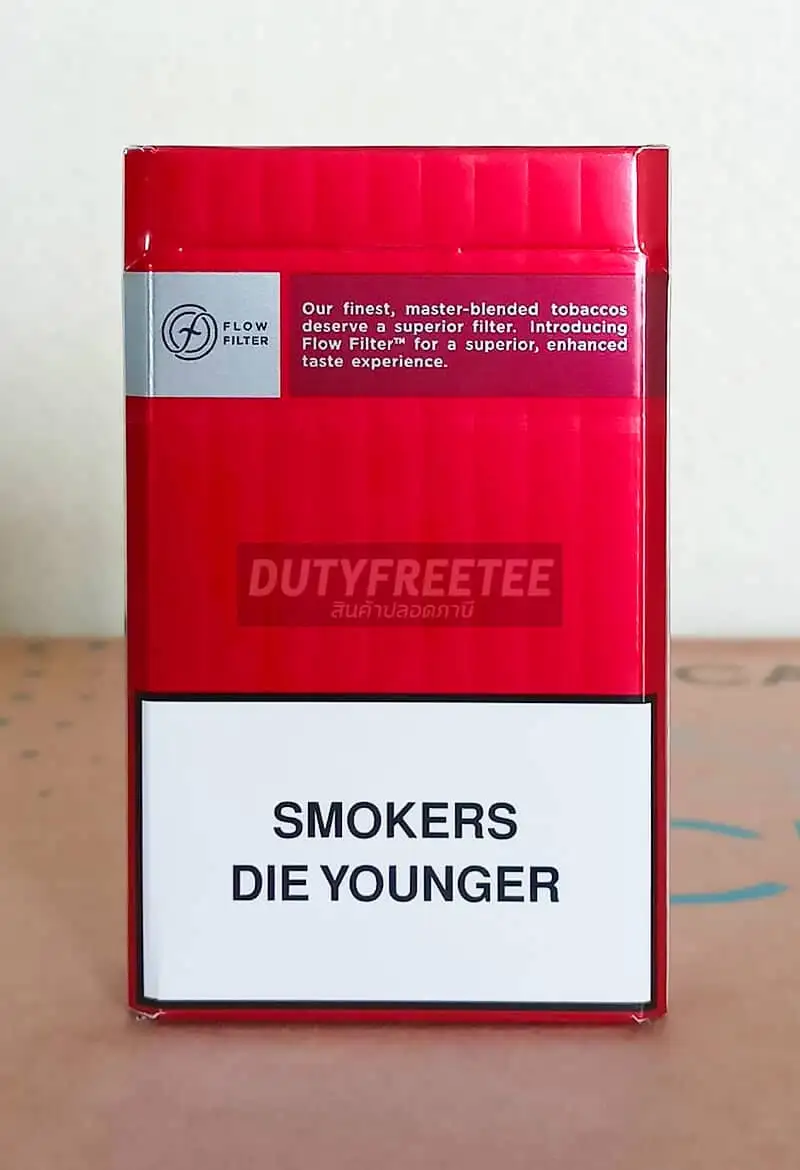 FLOW
FILTER
Our finest, master-blended tobaccos
deserve a superior filter. Introducing
Flow Filter™ for a superior, enhanced
taste experience.
DUTYFREETEE
สินค้าปลอดภาษี
SMOKERS
DIE YOUNGER